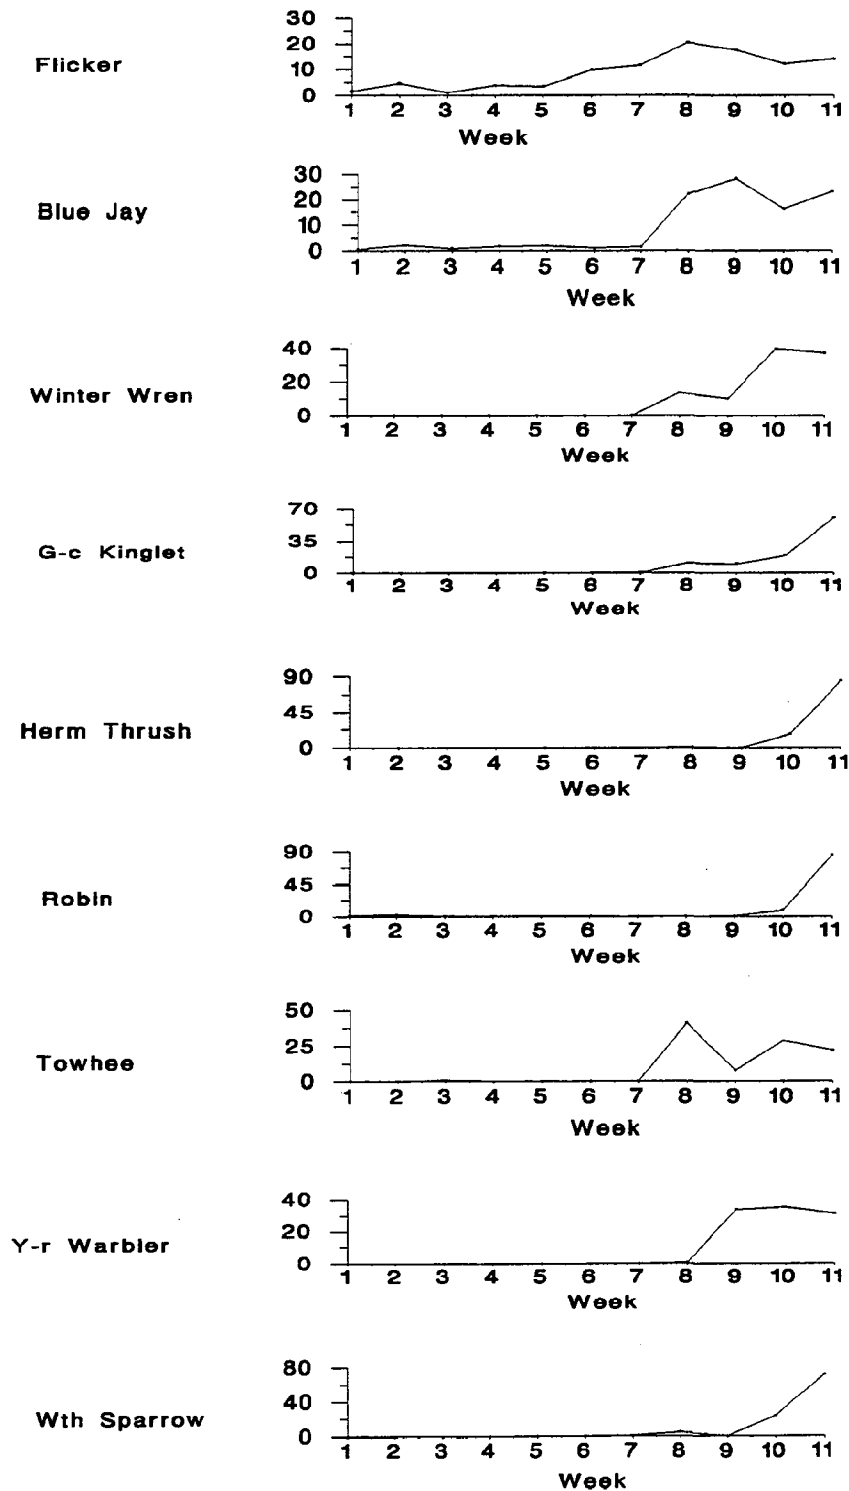 30
20
Flicker
10
0
1 2 3 4 5 6 7 8 9 10 11
Week
30
20
Blue Jay
10
0
1 2 3 4 5 6 7 8 9 10 11
Week
40
20
Winter Wren
0
1 2 3 4 5 6 7 8 9 10 11
Week
70
35
G-c Kinglet
0
1 2 3 4 5 6 7 8 9 10 11
Week
90
45
Herm Thrush
0
1 2 3 4 5 6 7 8 9 10 11
Week
90
45
Robin
0
1 2 3 4 5 6 7 8 9 10 11
Week
50
25
Towhee
0
1 2 3 4 5 6 7 8 9 10 11
Week
40
20
Y-r Warbler
0
1 2 3 4 5 6 7 8 9 10 11
Week
80
40
Wth Sparrow
0
1 2 3 4 5 6 7 8 9 10 11
Week